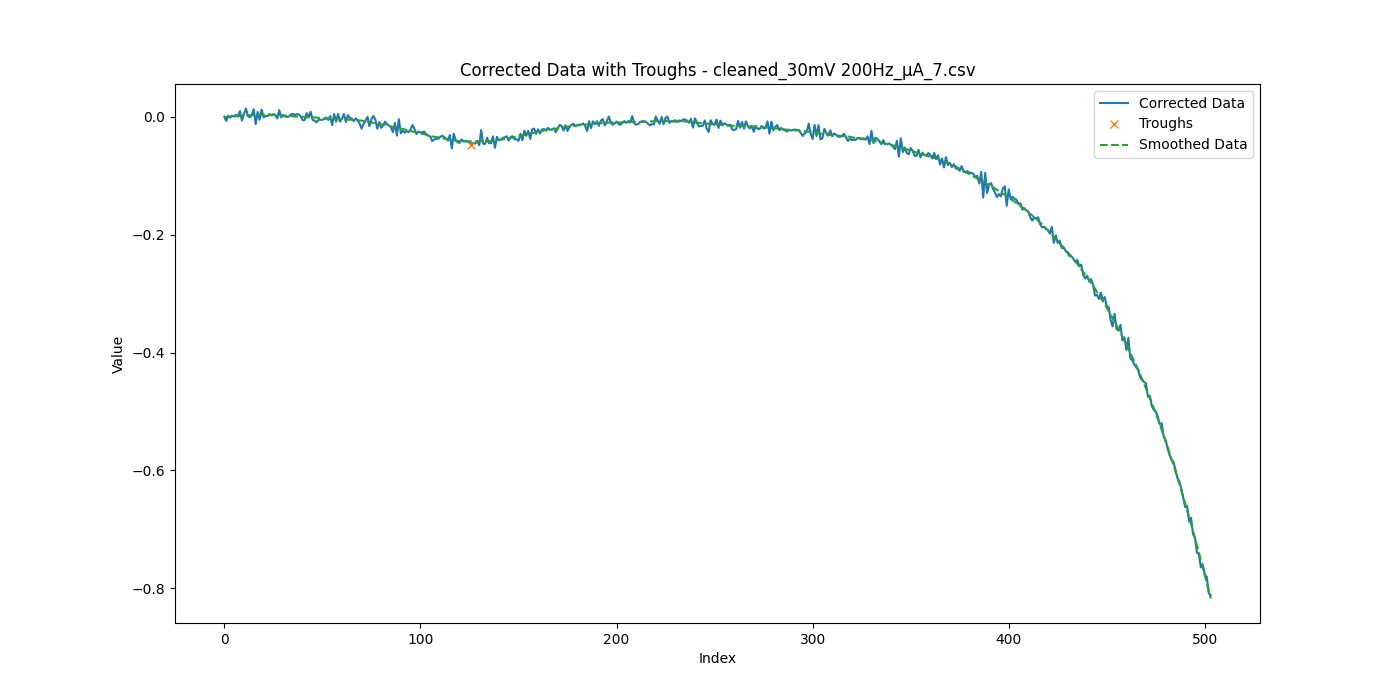 Corrected Data with Troughs - cleaned_30mV 200Hz_µA_7.csv
Corrected Data
Troughs
Smoothed Data
0.0
−0.2
−0.4
−0.6
−0.8
Value
0
100
200
300
400
500
Index